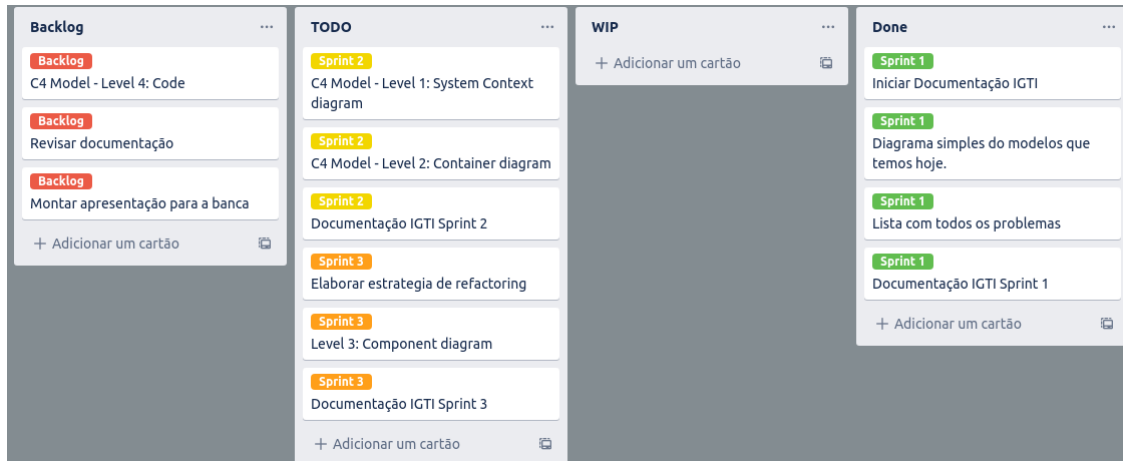 Backlog
Backlog
C4 Model - Level 4: Code
Backlog
Revisar documentação
Backlog
Montar apresentação para a banca
+ Adicionar um cartão
TODO
Sprint 2
C4 Model - Level 1: System Context
diagram
Sprint 2
C4 Model - Level 2: Container diagram
Sprint 2
Documentação IGTI Sprint 2
Sprint 3
Elaborar estrategia de refactoring
Sprint 3
Level 3: Component diagram
Sprint 3
Documentação IGTI Sprint 3
+ Adicionar um cartão
WIP
+ Adicionar um cartão
Done
Sprint 1
Iniciar Documentação IGTI
Sprint 1
Diagrama simples do modelos que
temos hoje.
Sprint 1
Lista com todos os problemas
Sprint 1
Documentação IGTI Sprint 1
+ Adicionar um cartão